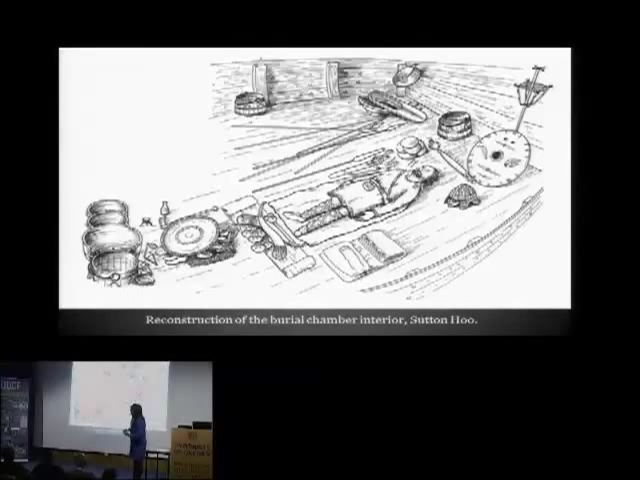 Reconstruction of the burial chamber interior, Sutton Hoo.